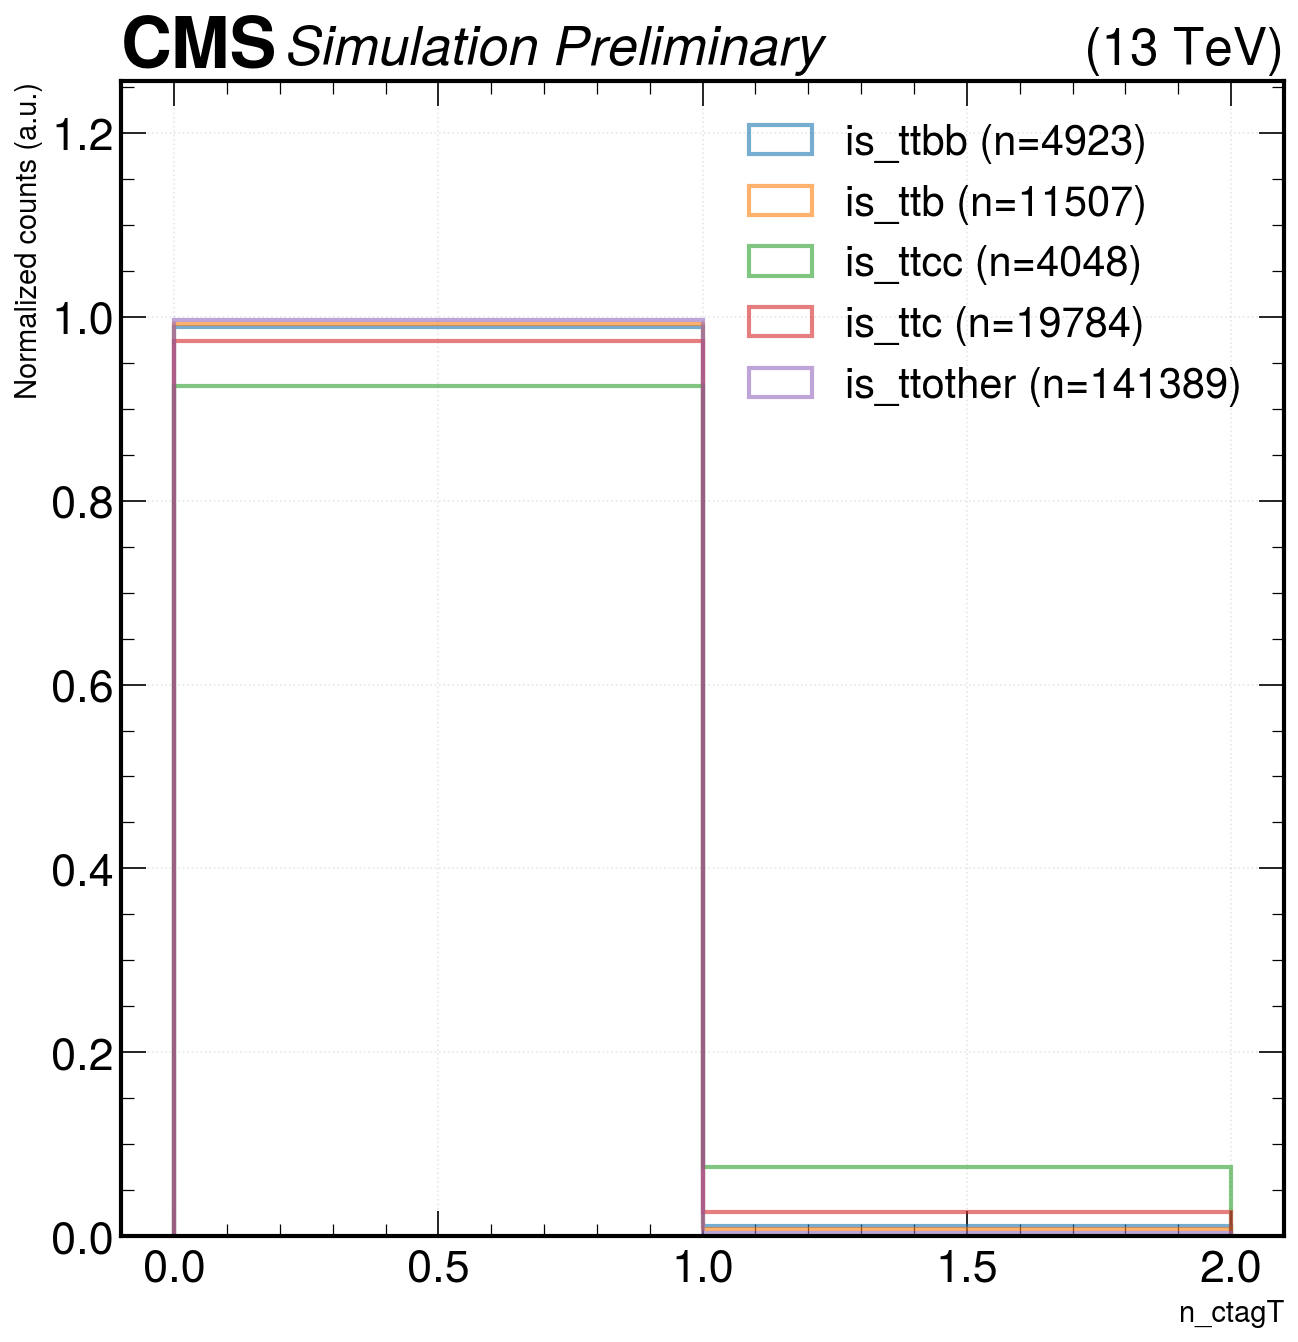 CMS Simulation Preliminary (13 TeV)
Normalized counts (a.u.)
is_ttbb (n=4923)
is_ttb (n=11507)
is_ttcc (n=4048)
is_ttc (n=19784)
is_ttother (n=141389)
1.2
1.0
0.8
0.6
0.4
0.2
0.0
0.0 0.5 1.0 1.5 2.0
n_ctagT